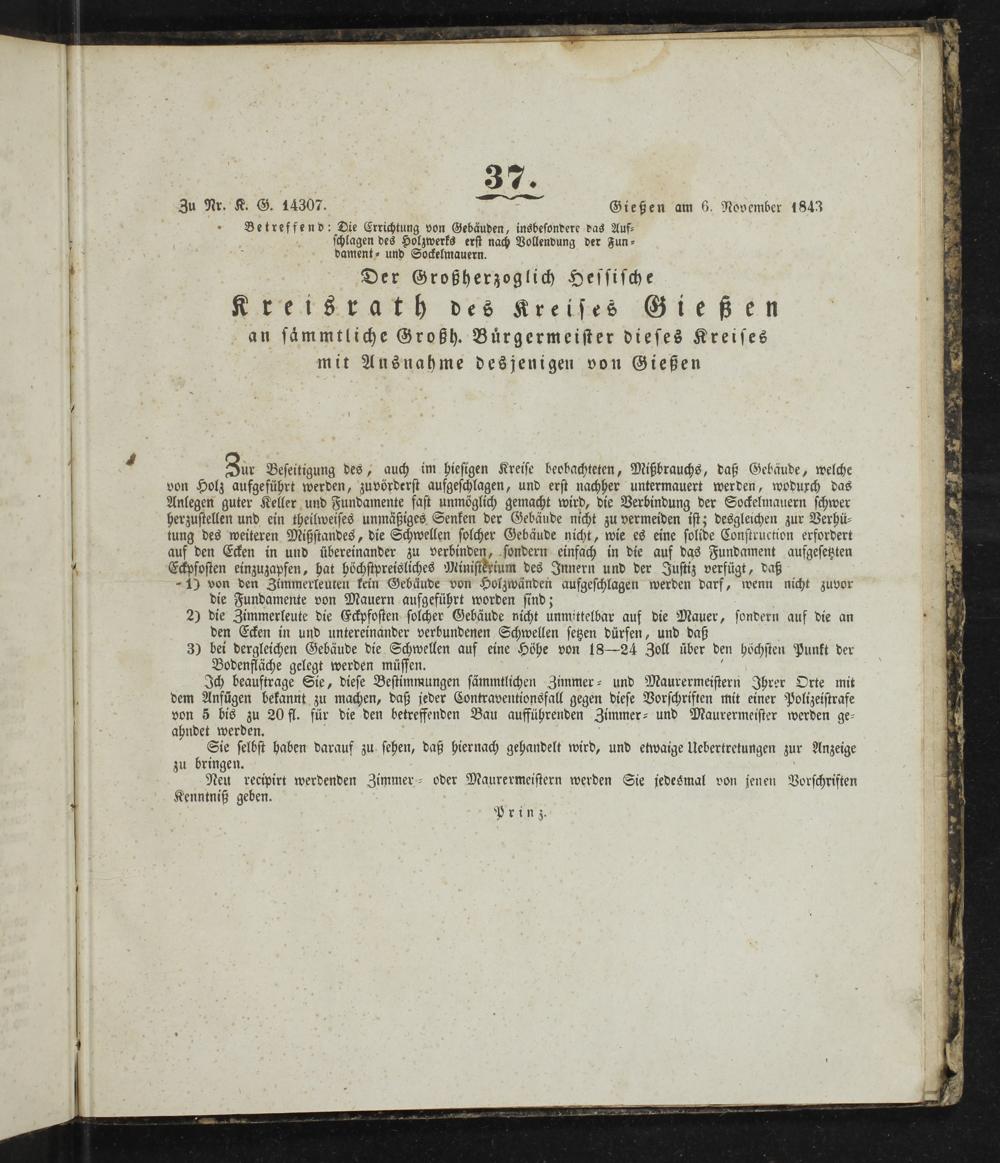 37.
Zu Nr. K. G. 14307.
Gießen am 6. November 1843
Betreffend: Die Errichtung von Gebäuden, insbesondere das Auf=
schlagen des Holzwerks erst nach Vollendung der Fun=
dament= und Sockelmauern.
Der Großherzoglich Hessische
Kreisrath des Kreises Gießen
an sämmtliche Großh. Bürgermeister dieses Kreises
mit Ausnahme desjenigen von Gießen
Zur Beseitigung des, auch im hiesigen Kreise beobachteten, Mißbrauchs, daß Gebäude, welche
von Holz aufgeführt werden, zuvörderst aufgeschlagen, und erst nachher untermauert werden, wodurch das
Anlegen guter Keller und Fundamente fast unmöglich gemacht wird, die Verbindung der Sockelmauern schwer
herzustellen und ein theilweises unmäßiges Senken der Gebäude nicht zu vermeiden ist; desgleichen zur Verhü=
tung des weiteren Mißstandes, die Schwellen solcher Gebäude nicht, wie es eine solide Construction erfordert
auf den Ecken in und übereinander zu verbinden, sondern einfach in die auf das Fundament aufgesetzten
Eckpfosten einzuzapfen, hat höchstpreisliches Ministerium des Innern und der Justiz verfügt, daß
1) von den Zimmerleuten kein Gebäude von Holzwänden aufgeschlagen werden darf, wenn nicht zuvor
die Fundamente von Mauern aufgeführt worden sind;
2) die Zimmerleute die Eckpfosten solcher Gebäude nicht unmittelbar auf die Mauer, sondern auf die an
den Ecken in und untereinander verbundenen Schwellen setzen dürfen, und daß
3) bei dergleichen Gebäude die Schwellen auf eine Höhe von 18—24 Zoll über den höchsten Punkt der
Bodenfläche gelegt werden müssen.
Ich beauftrage Sie, diese Bestimmungen sämmtlichen Zimmer= und Maurermeistern Ihrer Orte mit
dem Anfügen bekannt zu machen, daß jeder Contraventionsfall gegen diese Vorschriften mit einer Polizeistrafe
von 5 bis zu 20 fl. für die den betreffenden Bau aufführenden Zimmer= und Maurermeister werden ge=
ahndet werden.
Sie selbst haben darauf zu sehen, daß hiernach gehandelt wird, und etwaige Uebertretungen zur Anzeige
zu bringen.
Neu recipirt werdenden Zimmer= oder Maurermeistern werden Sie jedesmal von jenen Vorschriften
Kenntniß geben.
Prinz.